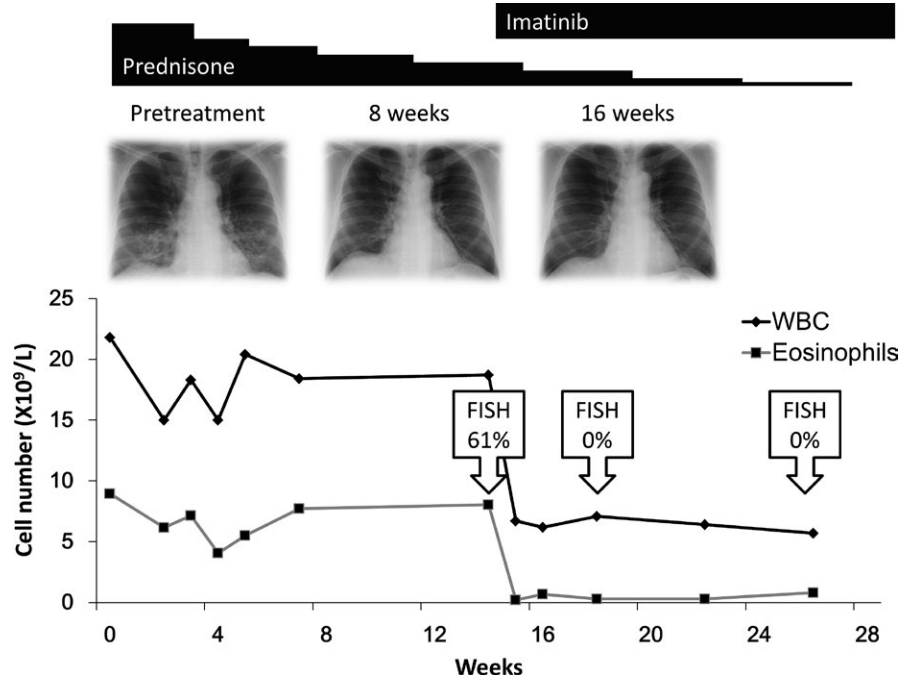 Imatinib
Prednisone
Pretreatment
8 weeks
16 weeks
25
20
15
10
5
0
Cell number (X10⁹/L)
WBC
Eosinophils
FISH
61%
FISH
0%
FISH
0%
0 4 8 12 16 20 24 28
Weeks